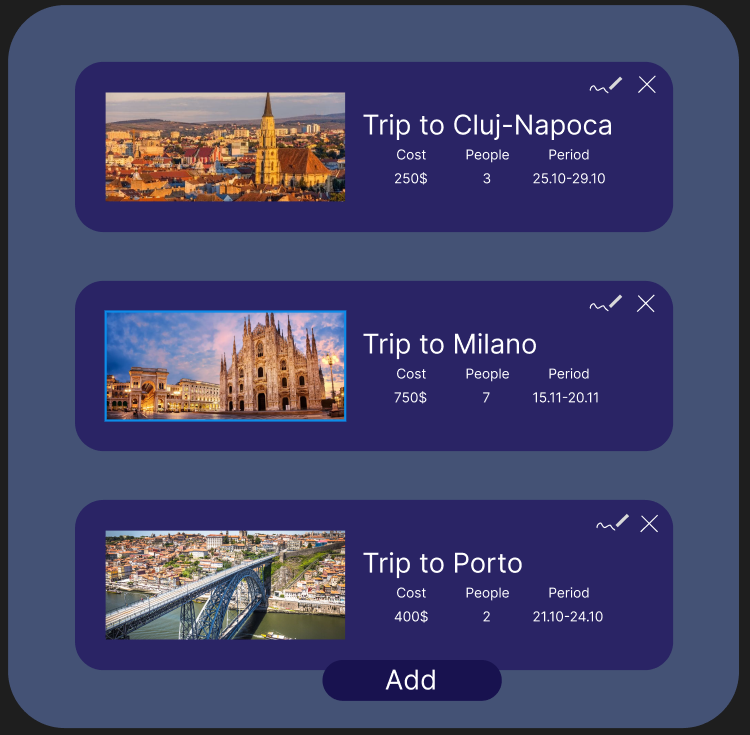 Trip to Cluj-Napoca
Cost People Period
250$ 3 25.10-29.10
Trip to Milano
Cost People Period
750$ 7 15.11-20.11
Trip to Porto
Cost People Period
400$ 2 21.10-24.10
Add